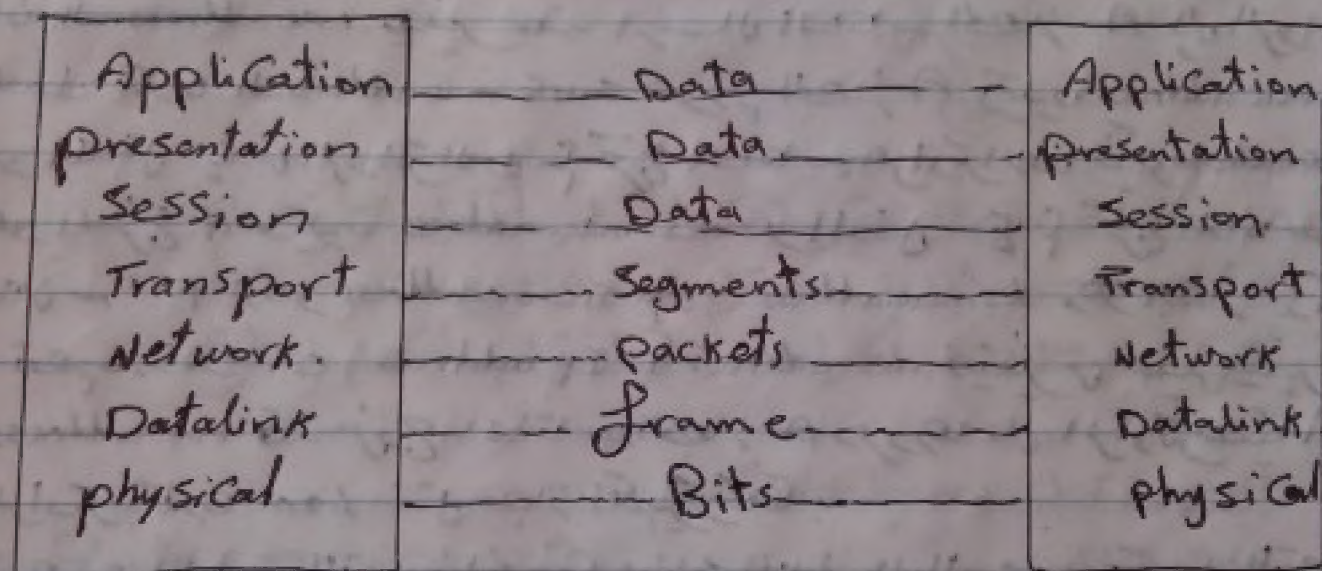 Application Data Application
presentation Data presentation
Session Data Session.
Transport Segments Transport
Network. packets Network
Datalink frame Datalink
physical Bits physical